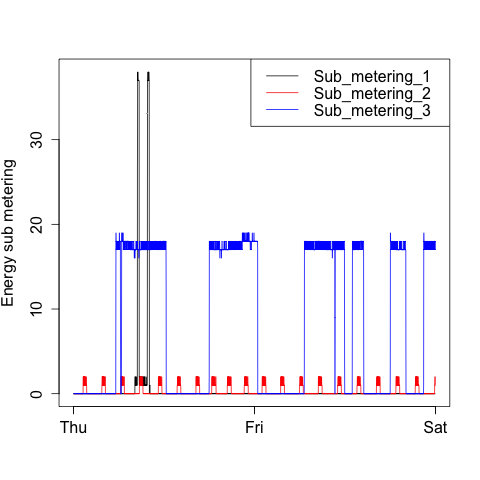 Sub_metering_1
Sub_metering_2
Sub_metering_3
Energy sub metering
30
20
10
0
Thu Fri Sat